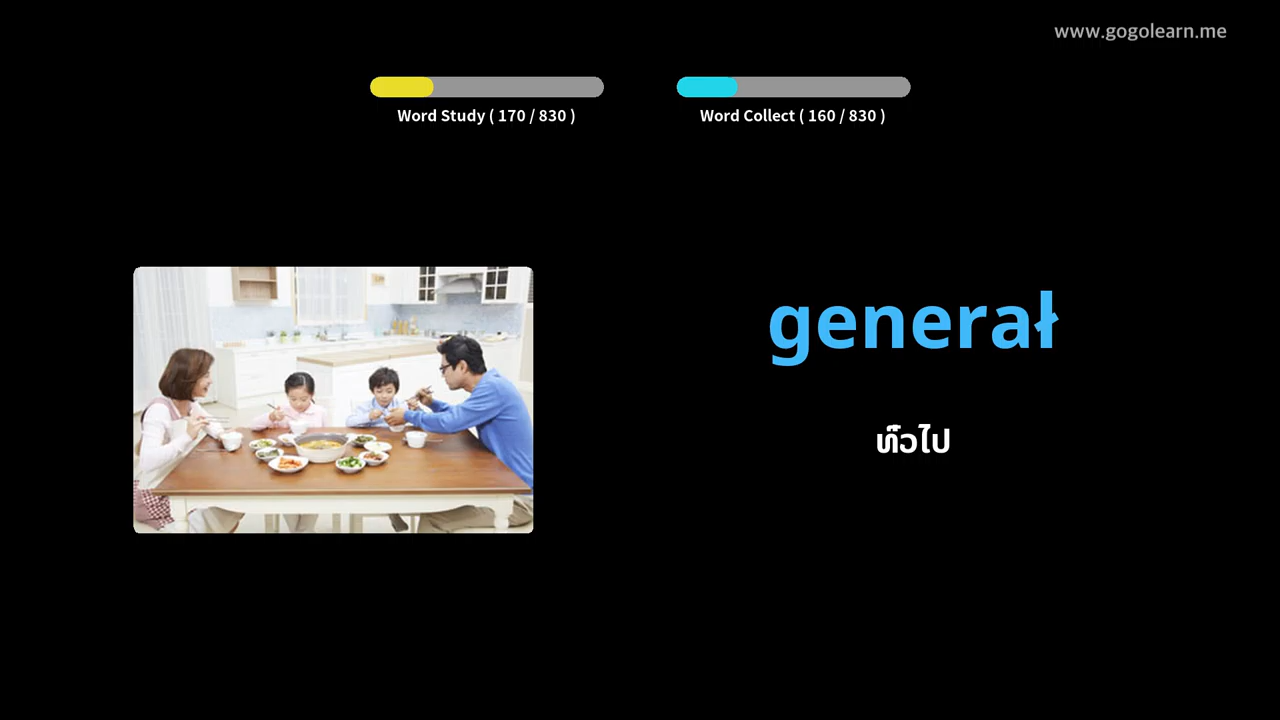 www.gogolearn.me
Word Study ( 170 / 830 )
Word Collect ( 160 / 830 )
generał
ທົ່ວໄປ